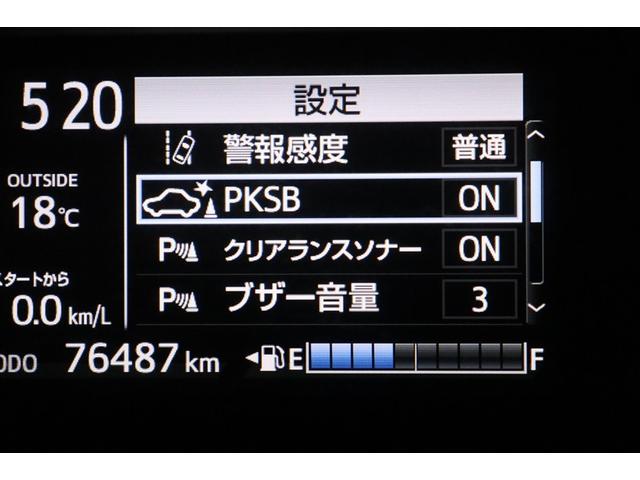 設定
5 20
警報感度 普通
OUTSIDE
18℃
PKSB ON
P クリアランスソナー ON
スタートから
0.0 km/L
P ブザー音量 3
ODO 76487 km
E F